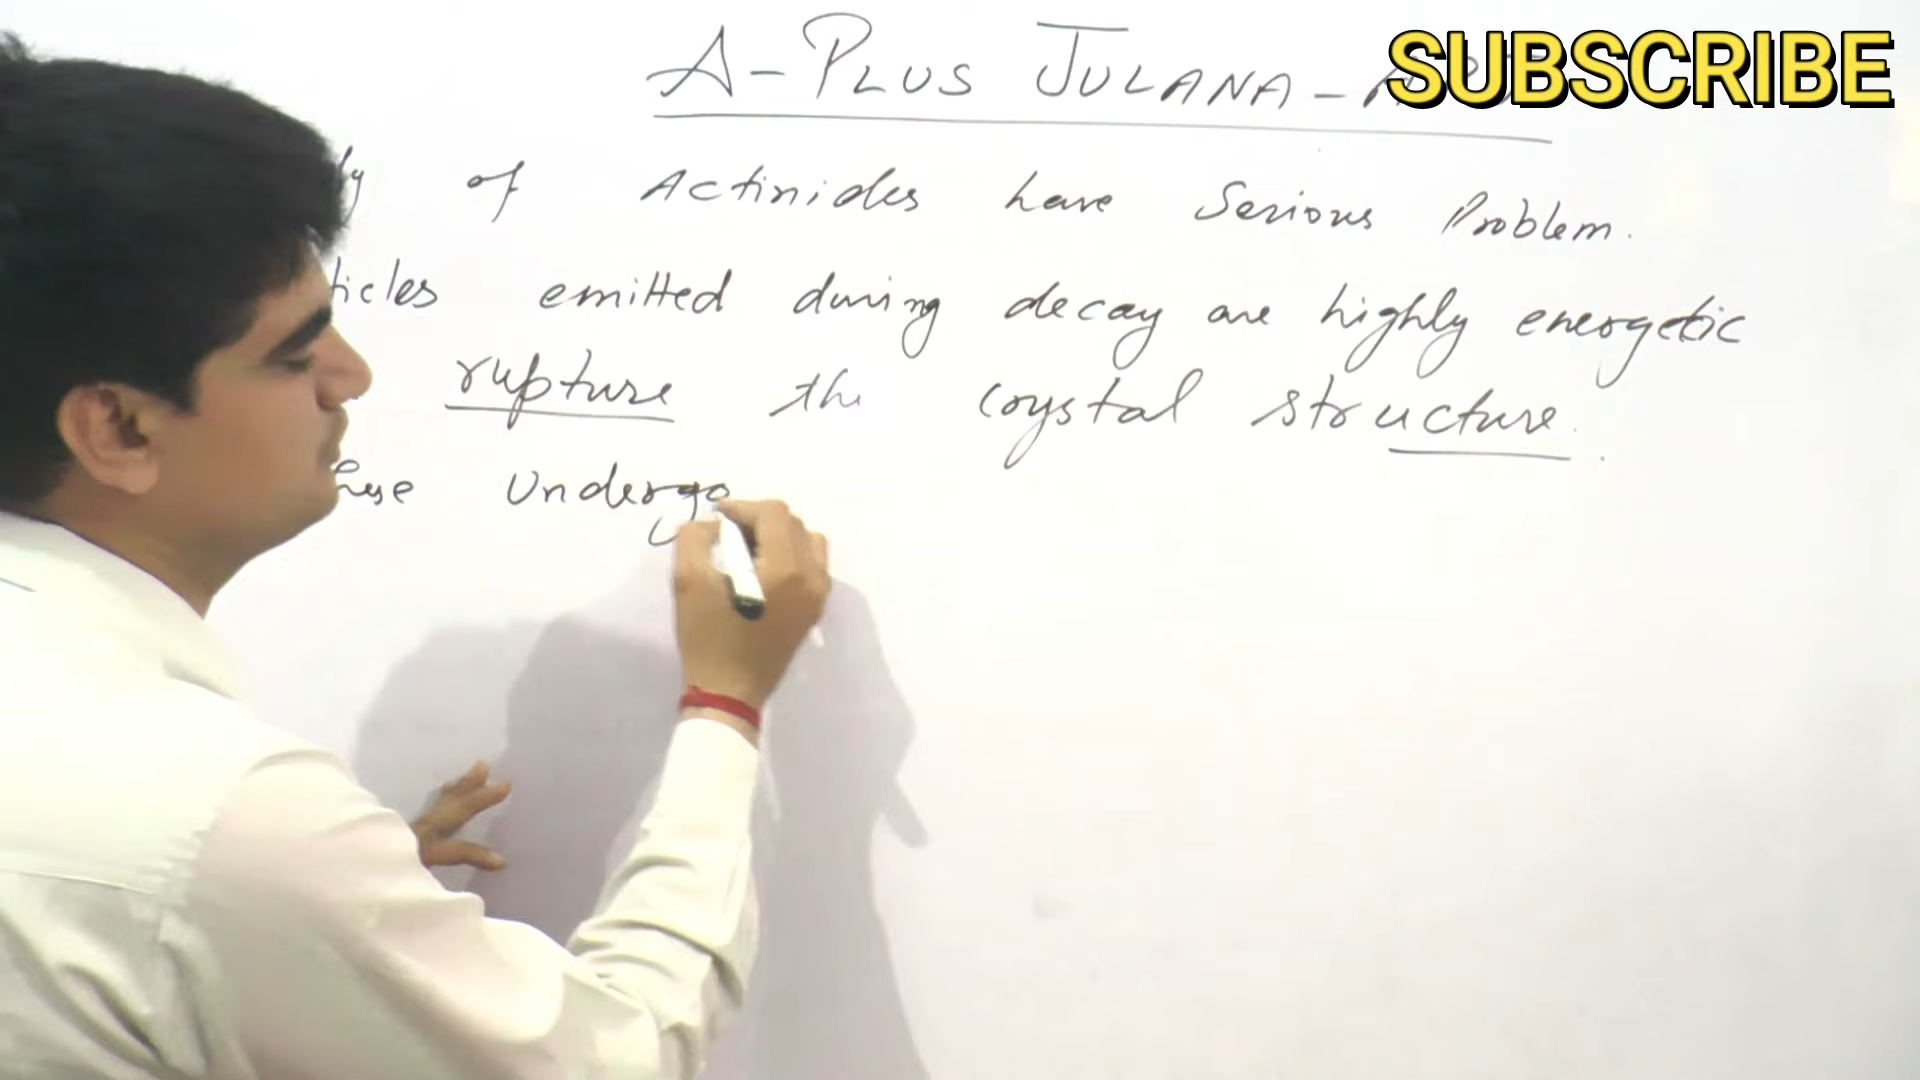 A-PLUS JULANA-
SUBSCRIBE
of Actinides have Serious Problem.
ticles emitted during decay are highly energetic
rupture the crystal structure.
undergo